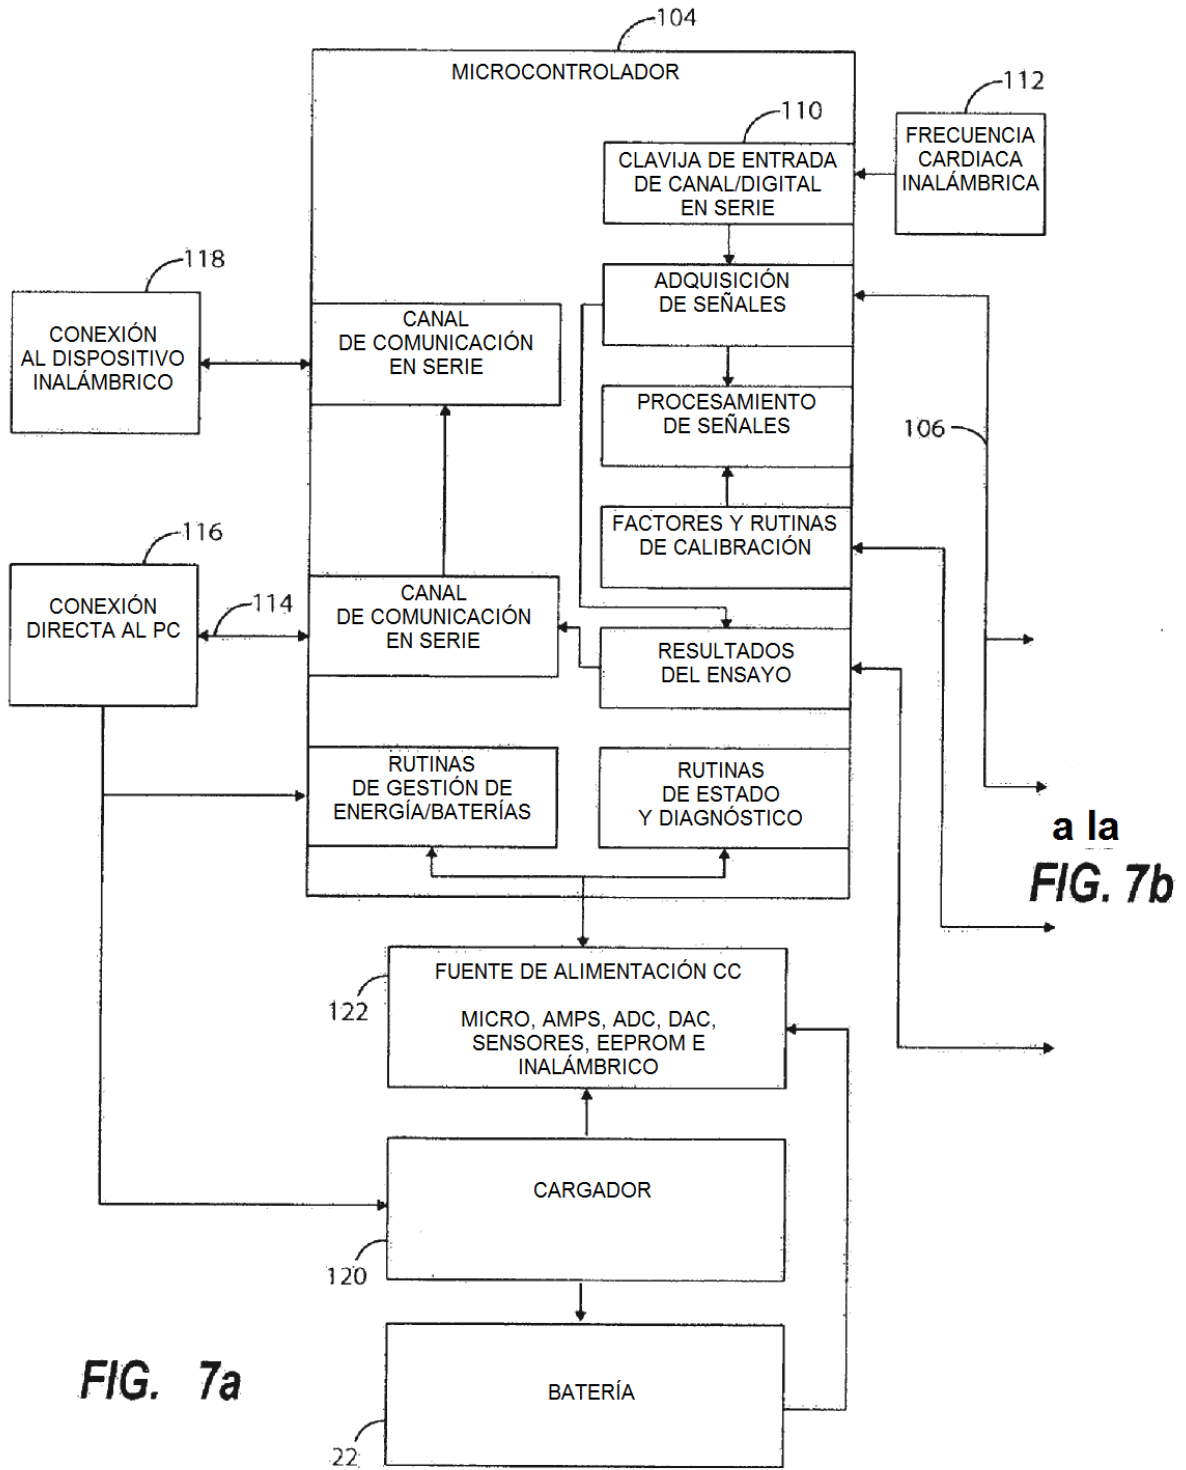 104
MICROCONTROLADOR
112
110
FRECUENCIA
CARDIACA
INALÁMBRICA
CLAVIJA DE ENTRADA
DE CANAL/DIGITAL
EN SERIE
118
ADQUISICIÓN
DE SEÑALES
CONEXIÓN
AL DISPOSITIVO
INALÁMBRICO
CANAL
DE COMUNICACIÓN
EN SERIE
PROCESAMIENTO
DE SEÑALES
106
116
FACTORES Y RUTINAS
DE CALIBRACIÓN
CONEXIÓN
DIRECTA AL PC
114
CANAL
DE COMUNICACIÓN
EN SERIE
RESULTADOS
DEL ENSAYO
RUTINAS
DE GESTIÓN DE
ENERGÍA/BATERÍAS
RUTINAS
DE ESTADO
Y DIAGNÓSTICO
a la
FIG. 7b
FUENTE DE ALIMENTACIÓN CC
122
MICRO, AMPS, ADC, DAC,
SENSORES, EEPROM E
INALÁMBRICO
CARGADOR
120
FIG. 7a
BATERÍA
22